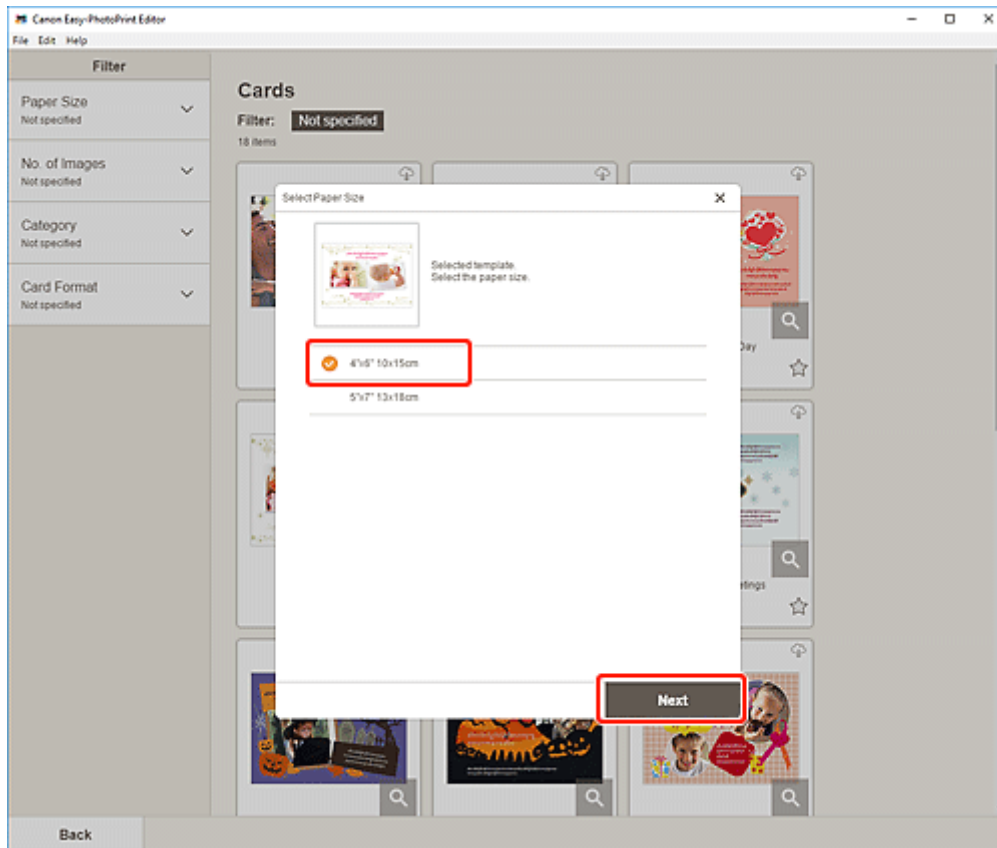 Canon Easy-PhotoPrint Editor
File Edit Help
Filter
Paper Size
Not specified
No. of Images
Not specified
Category
Not specified
Card Format
Not specified
Cards
Filter: Not specified
18 items
Select Paper Size
Selected template.
Select the paper size.
4"x6" 10x15cm
5"x7" 13x18cm
Day
etings
Next
Back